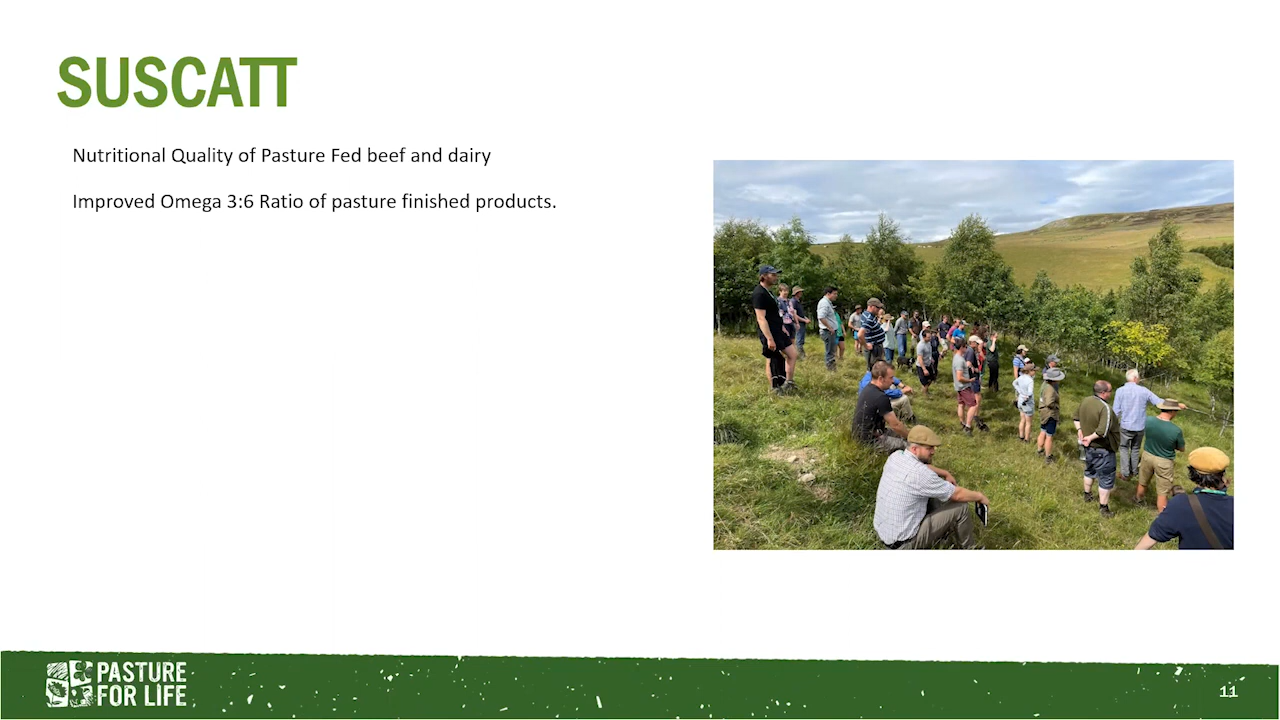 SUSCATT
Nutritional Quality of Pasture Fed beef and dairy
Improved Omega 3:6 Ratio of pasture finished products.
PASTURE
FOR LIFE
11